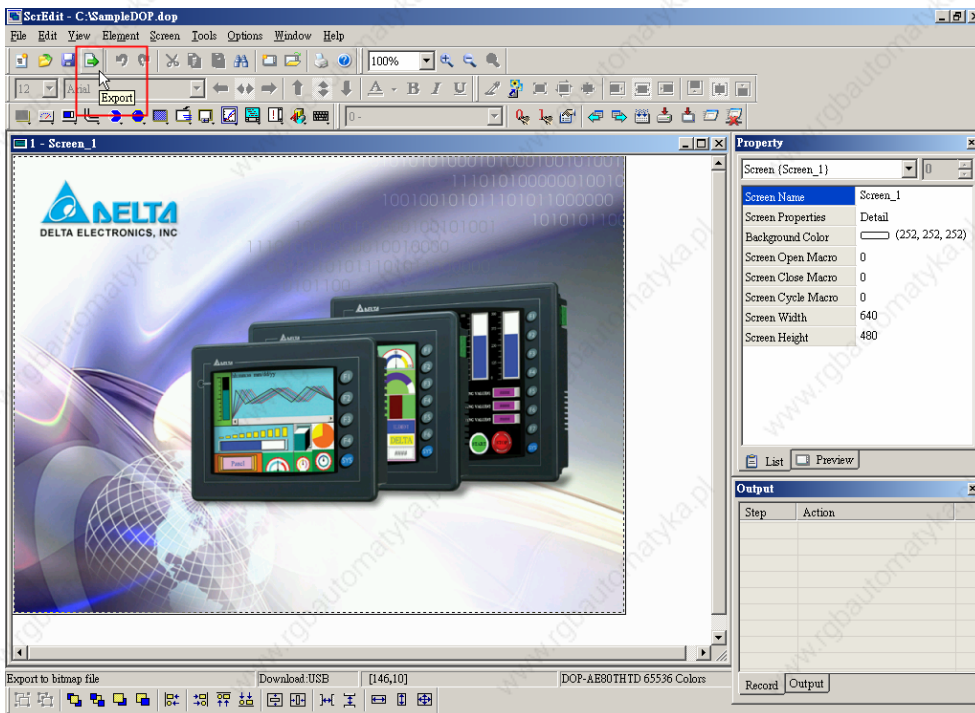 ScrEdit - C:\SampleDOP.dop
File Edit View Element Screen Tools Options Window Help
100%
12 Arial B I U
Export
0 -
1 - Screen_1
DELTA
DELTA ELECTRONICS, INC
Property
Screen {Screen_1} 0
Screen Name Screen_1
Screen Properties Detail
Background Color (252, 252, 252)
Screen Open Macro 0
Screen Close Macro 0
Screen Cycle Macro 0
Screen Width 640
Screen Height 480
List Preview
Output
Step Action
Record Output
Export to bitmap file Download:USB [146,10] DOP-AE80THTD 65536 Colors
www.rgbautomatyka.pl